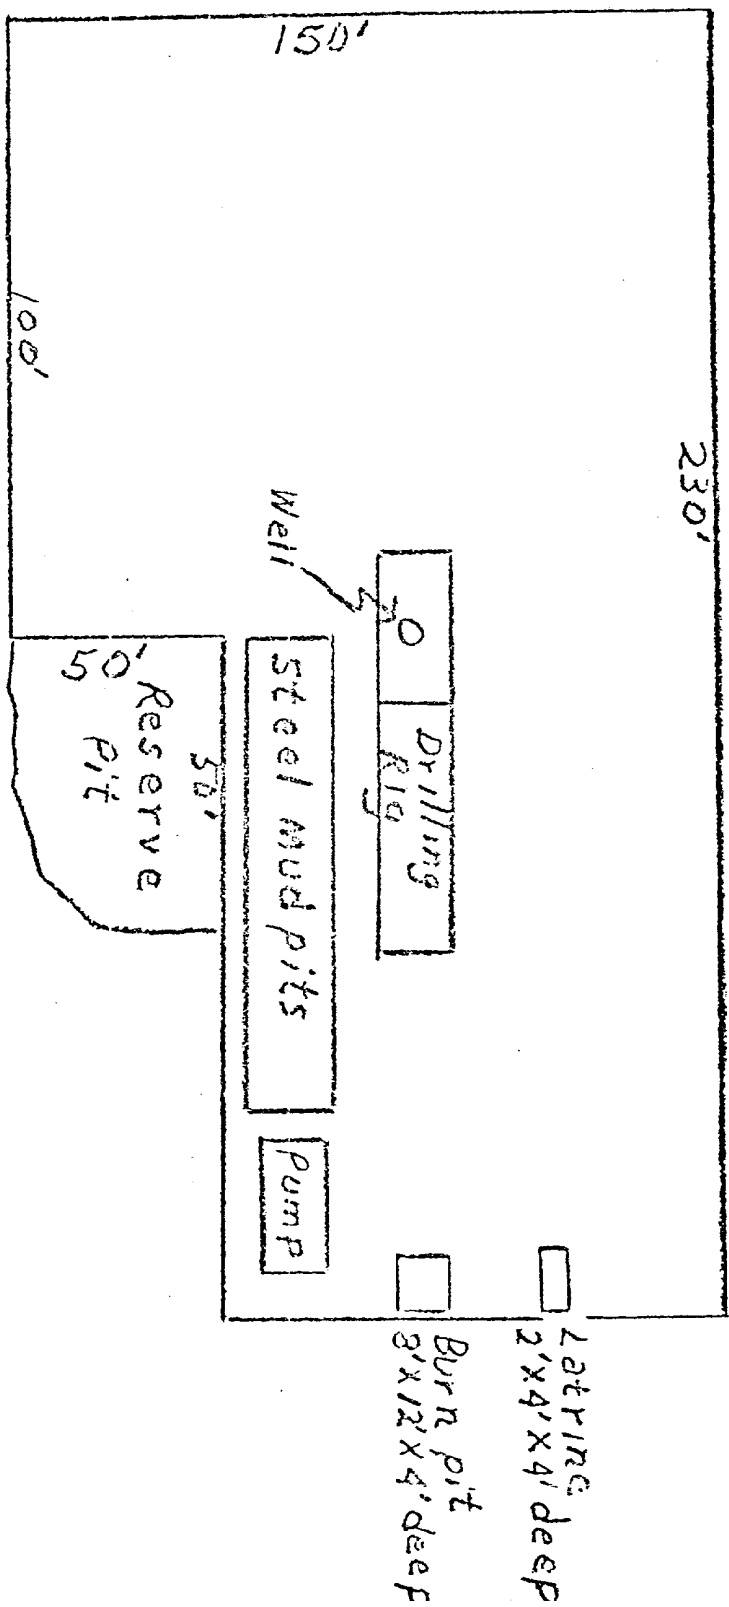 150'
230'
100'
Well
Drilling
Rig
50'
Reserve
Pit
50'
Steel Mud pits
Pump
Latrine
2'X4'X4' deep
Burn pit
8'X12'X4' deep